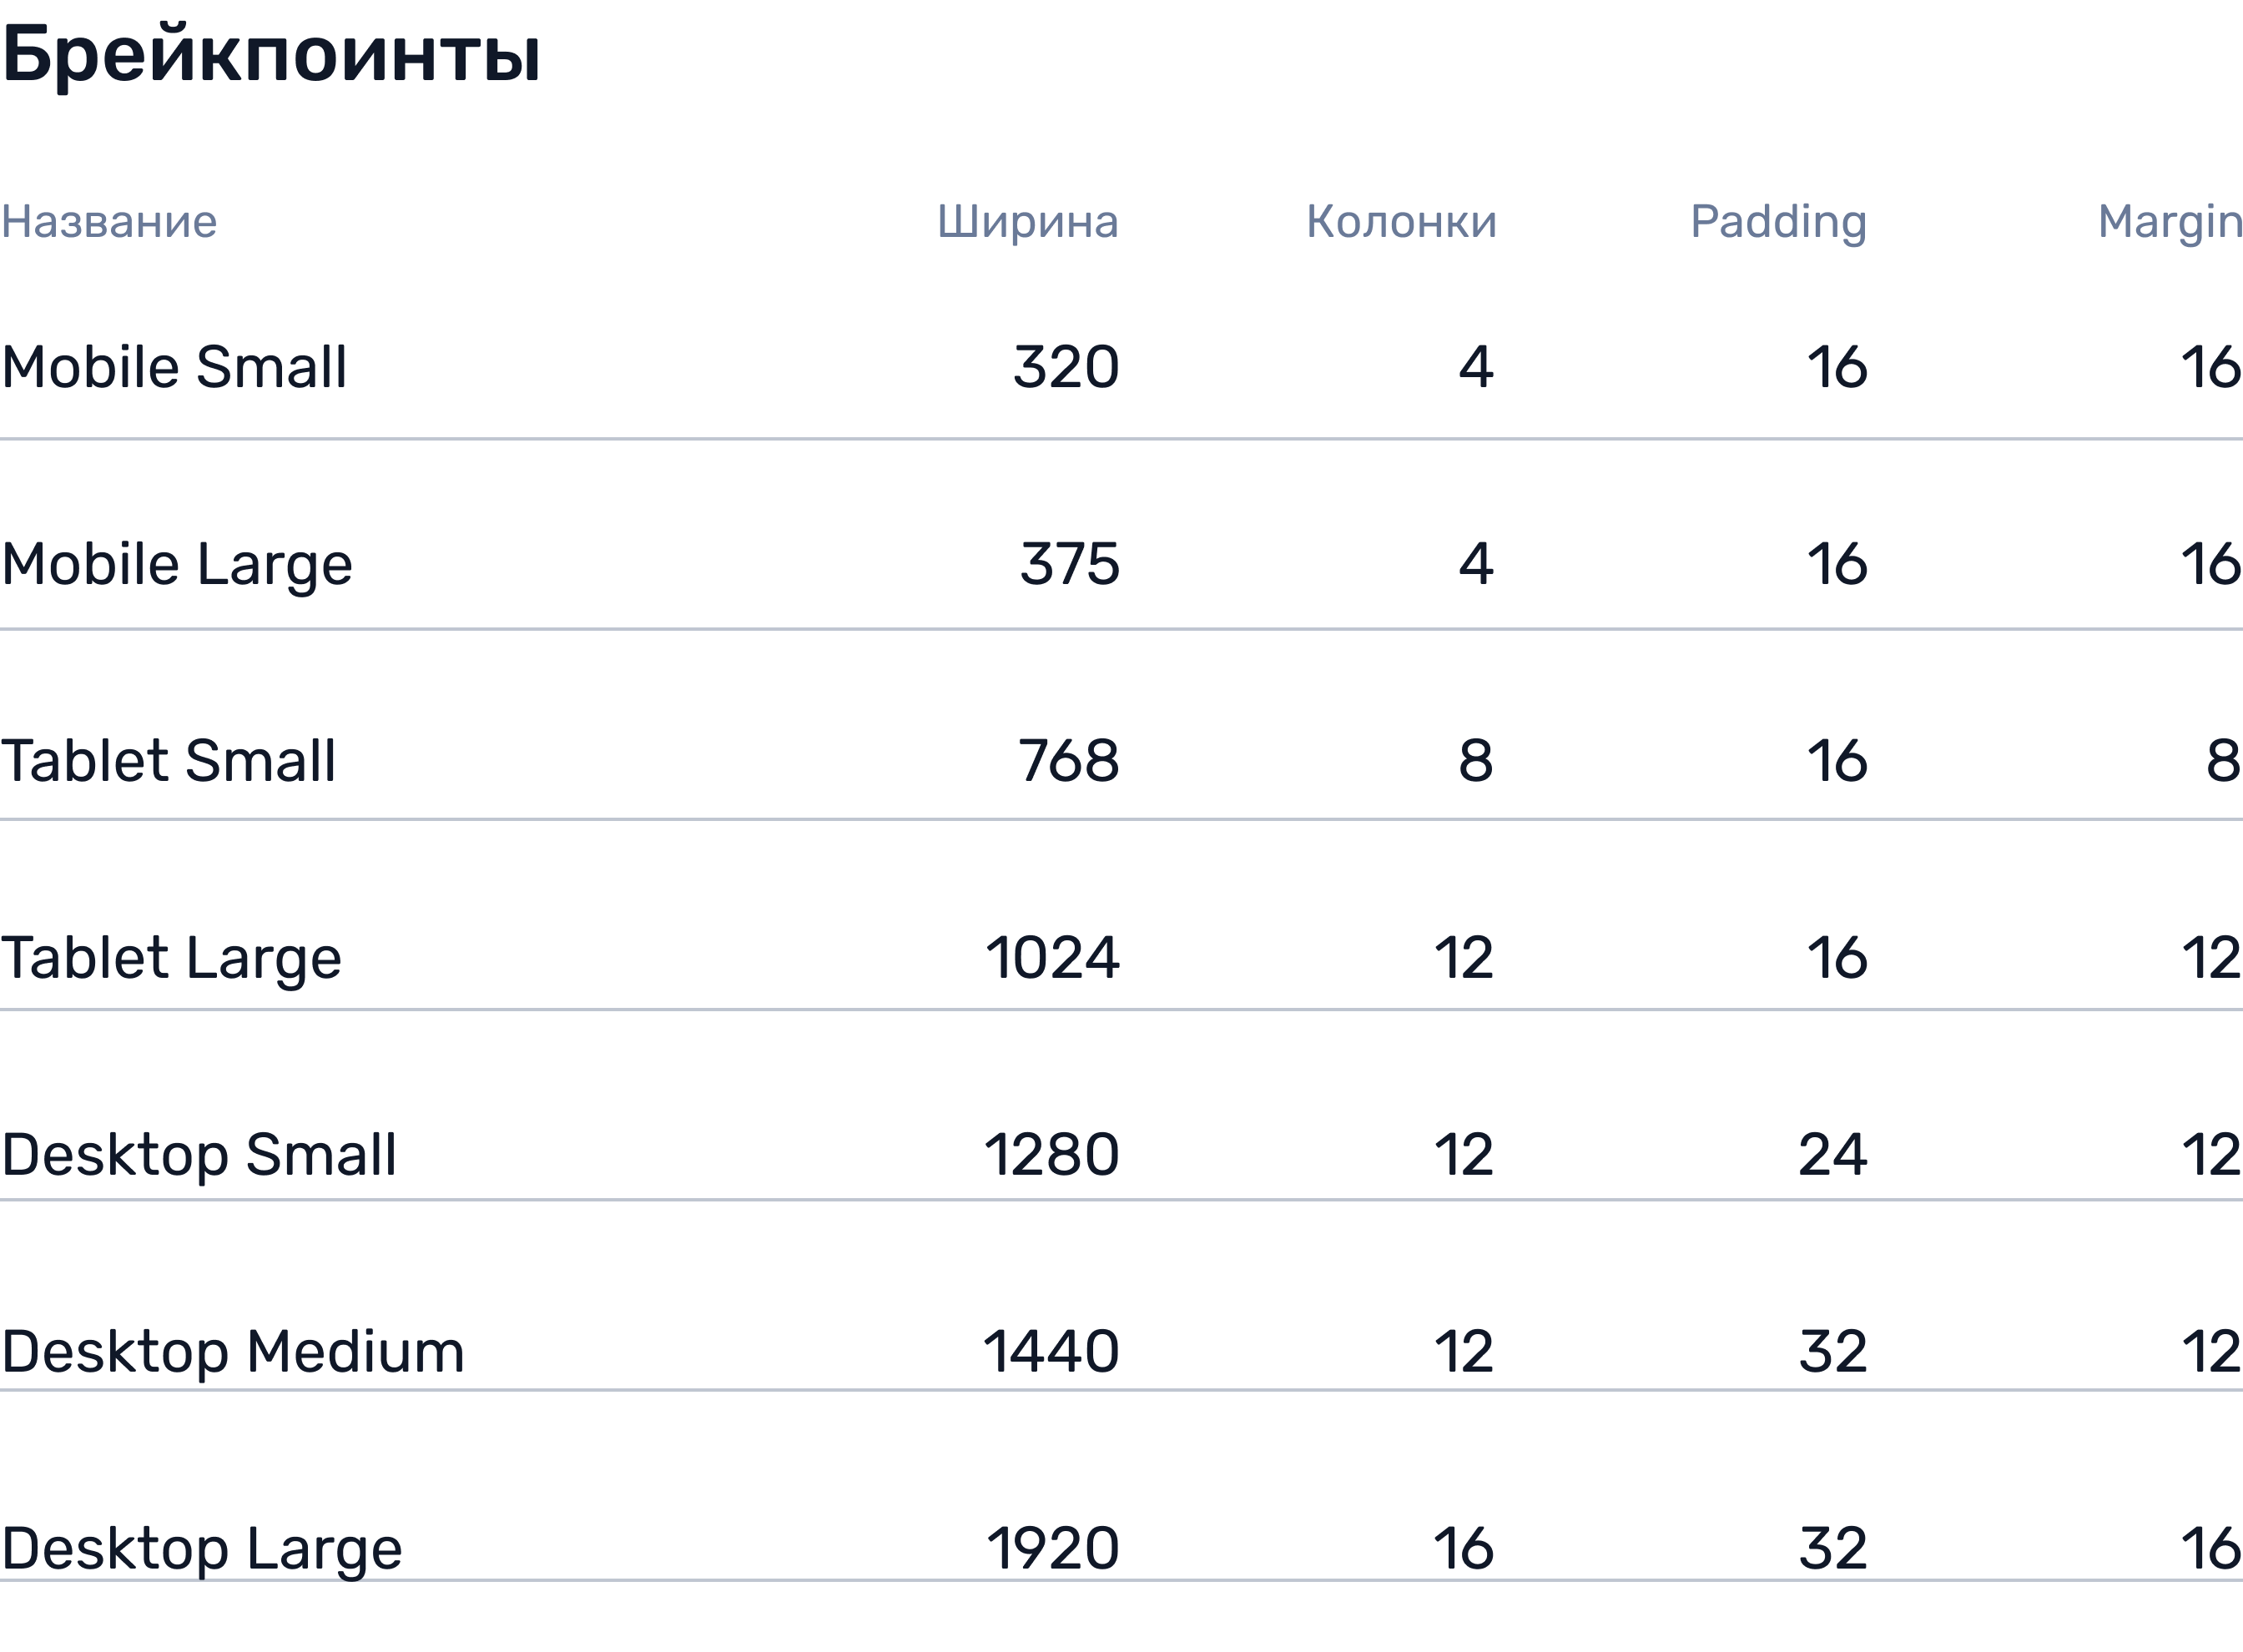 Брейкпоинты
Название Ширина Колонки Padding Margin
Mobile Small 320 4 16 16
Mobile Large 375 4 16 16
Tablet Small 768 8 16 8
Tablet Large 1024 12 16 12
Desktop Small 1280 12 24 12
Desktop Medium 1440 12 32 12
Desktop Large 1920 16 32 16